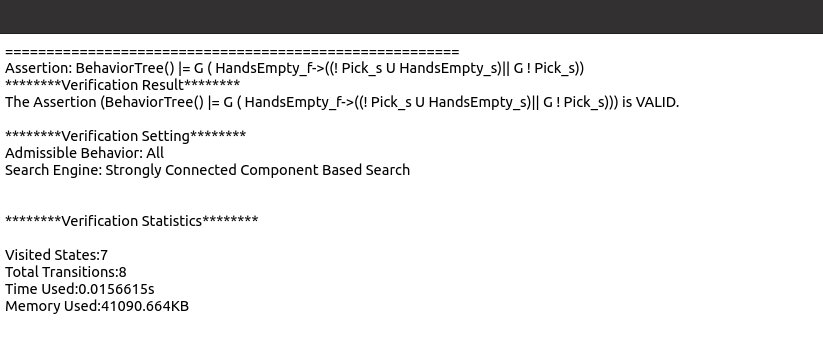 =======================================================
Assertion: BehaviorTree() |= G ( HandsEmpty_f->((! Pick_s U HandsEmpty_s)|| G ! Pick_s))
********Verification Result********
The Assertion (BehaviorTree() |= G ( HandsEmpty_f->((! Pick_s U HandsEmpty_s)|| G ! Pick_s))) is VALID.
********Verification Setting********
Admissible Behavior: All
Search Engine: Strongly Connected Component Based Search
********Verification Statistics********
Visited States:7
Total Transitions:8
Time Used:0.0156615s
Memory Used:41090.664KB